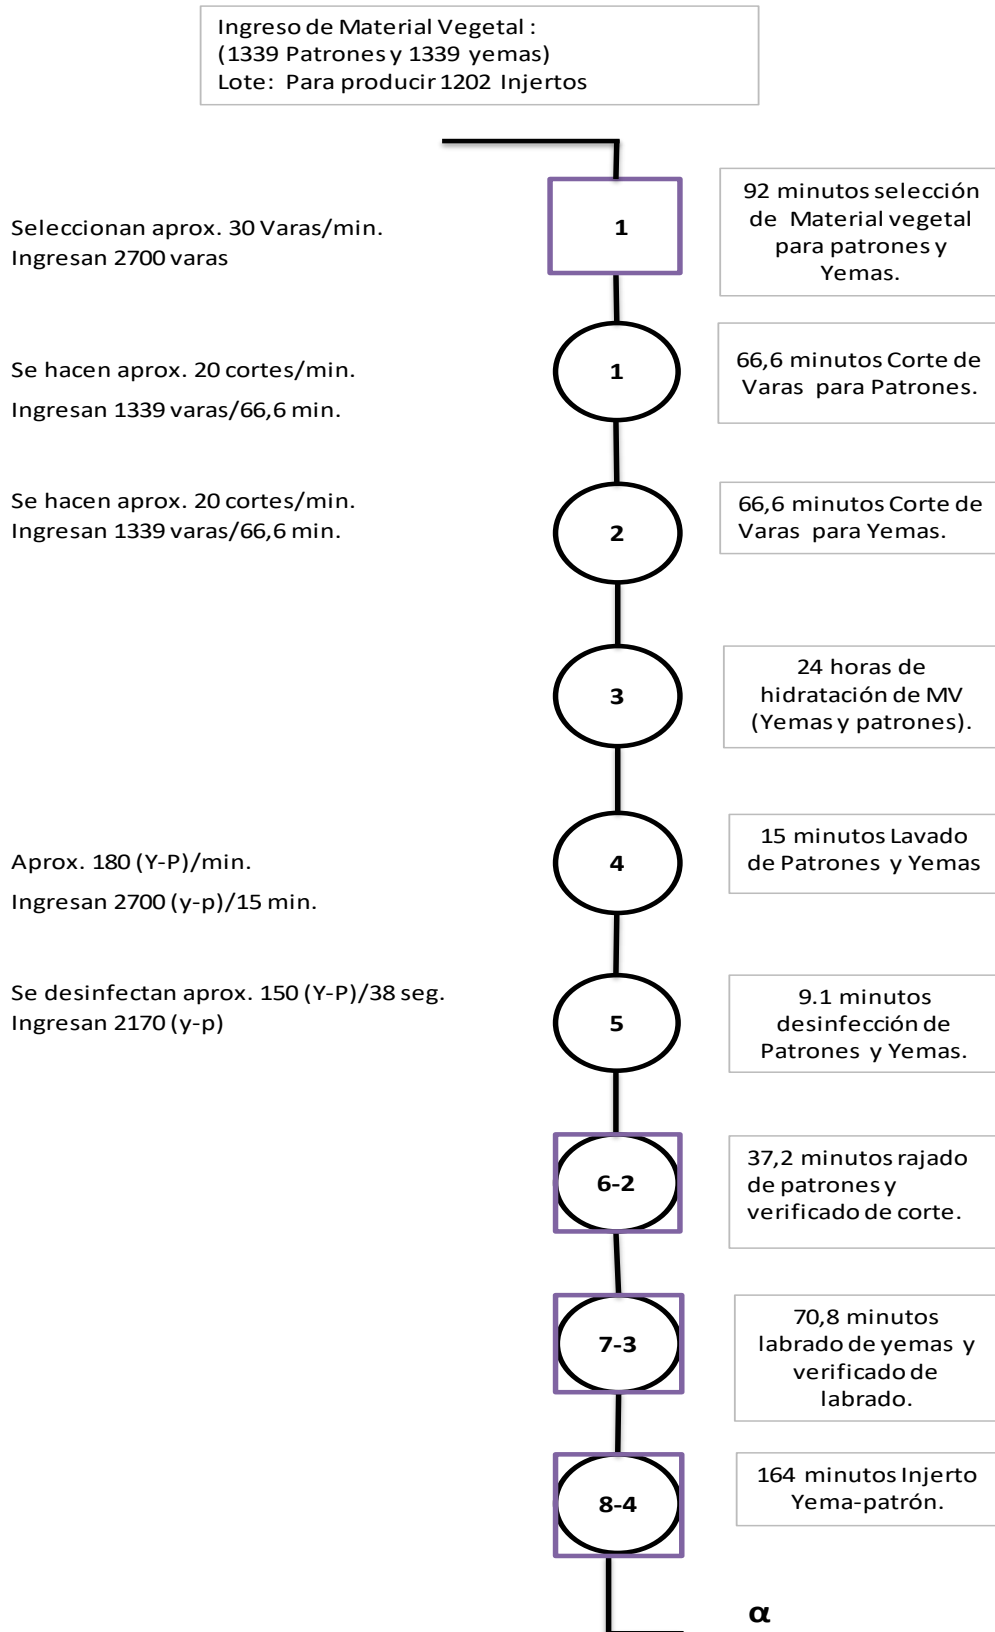 Ingreso de Material Vegetal :
(1339 Patrones y 1339 yemas)
Lote: Para producir 1202 Injertos
Seleccionan aprox. 30 Varas/min.
Ingresan 2700 varas
1
92 minutos selección
de Material vegetal
para patrones y
Yemas.
Se hacen aprox. 20 cortes/min.
Ingresan 1339 varas/66,6 min.
1
66,6 minutos Corte de
Varas para Patrones.
Se hacen aprox. 20 cortes/min.
Ingresan 1339 varas/66,6 min.
2
66,6 minutos Corte de
Varas para Yemas.
3
24 horas de
hidratación de MV
(Yemas y patrones).
Aprox. 180 (Y-P)/min.
Ingresan 2700 (y-p)/15 min.
4
15 minutos Lavado
de Patrones y Yemas
Se desinfectan aprox. 150 (Y-P)/38 seg.
Ingresan 2170 (y-p)
5
9.1 minutos
desinfección de
Patrones y Yemas.
6-2
37,2 minutos rajado
de patrones y
verificado de corte.
7-3
70,8 minutos
labrado de yemas y
verificado de
labrado.
8-4
164 minutos Injerto
Yema-patrón.
α